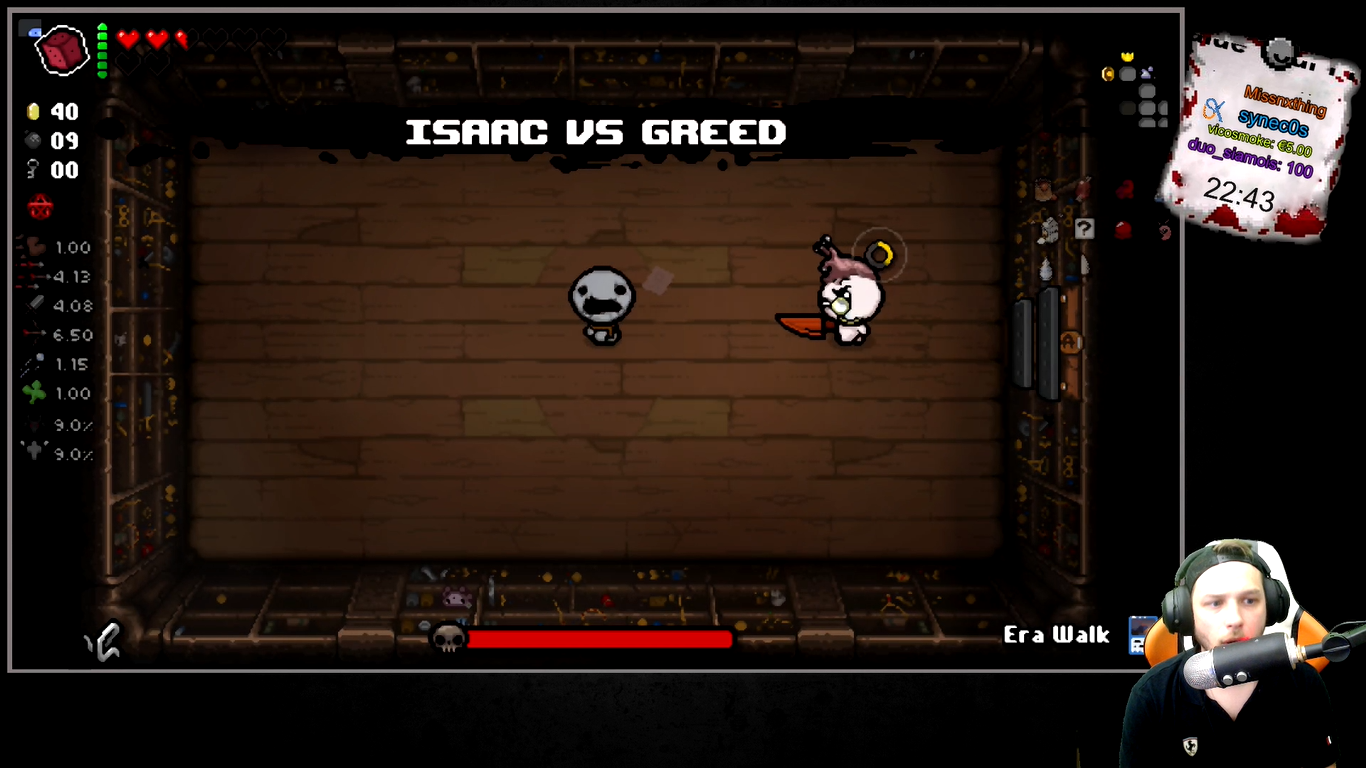 ISAAC VS GREED
40
09
00
1.00
4.13
4.08
6.50
1.15
1.00
9.0%
9.0%
?
Era Walk
Missnxthing
synec0s
vicosmoke: €5.00
duo_siamois: 100
22:43